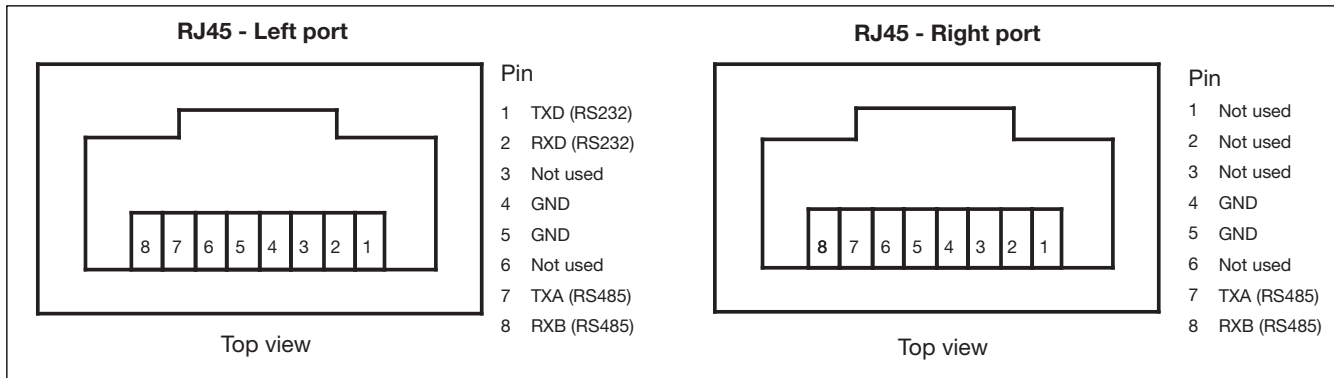 RJ45 - Left port
Pin
1 TXD (RS232)
2 RXD (RS232)
3 Not used
4 GND
5 GND
6 Not used
7 TXA (RS485)
8 RXB (RS485)
8 7 6 5 4 3 2 1
Top view
RJ45 - Right port
Pin
1 Not used
2 Not used
3 Not used
4 GND
5 GND
6 Not used
7 TXA (RS485)
8 RXB (RS485)
8 7 6 5 4 3 2 1
Top view